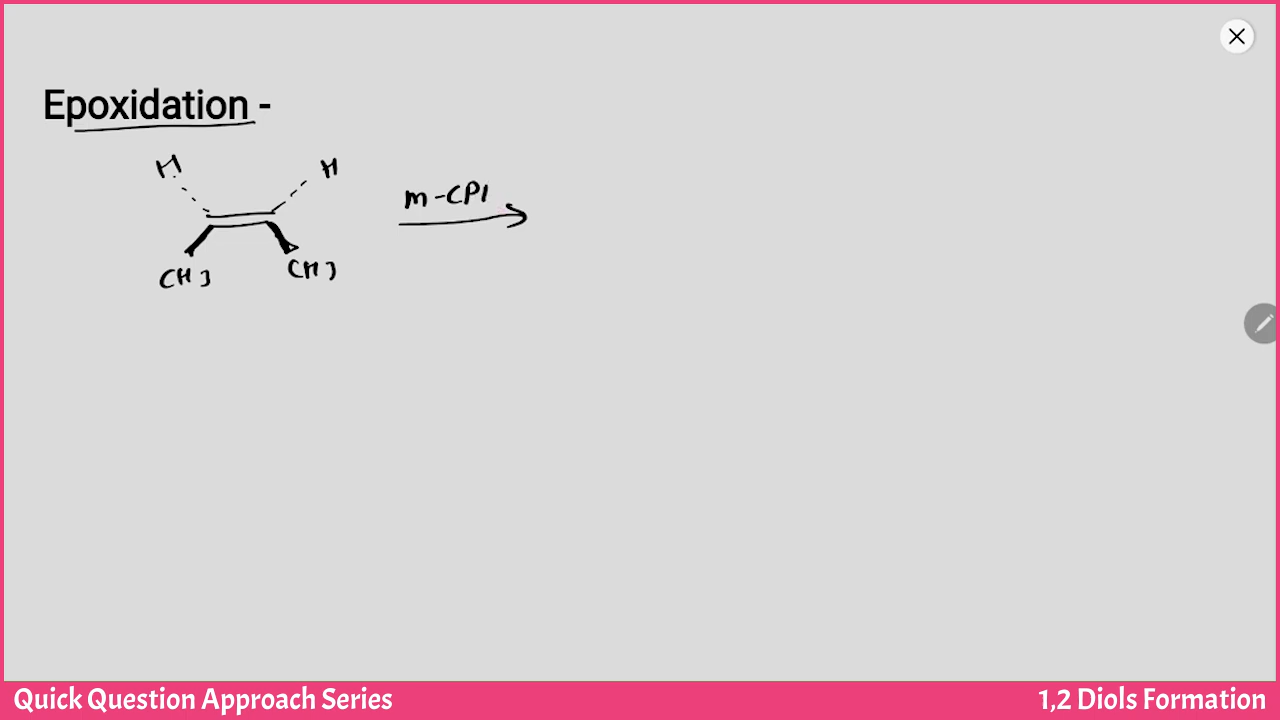 Epoxidation -
H H
m-CPI
CH3 CH3
Quick Question Approach Series
1,2 Diols Formation